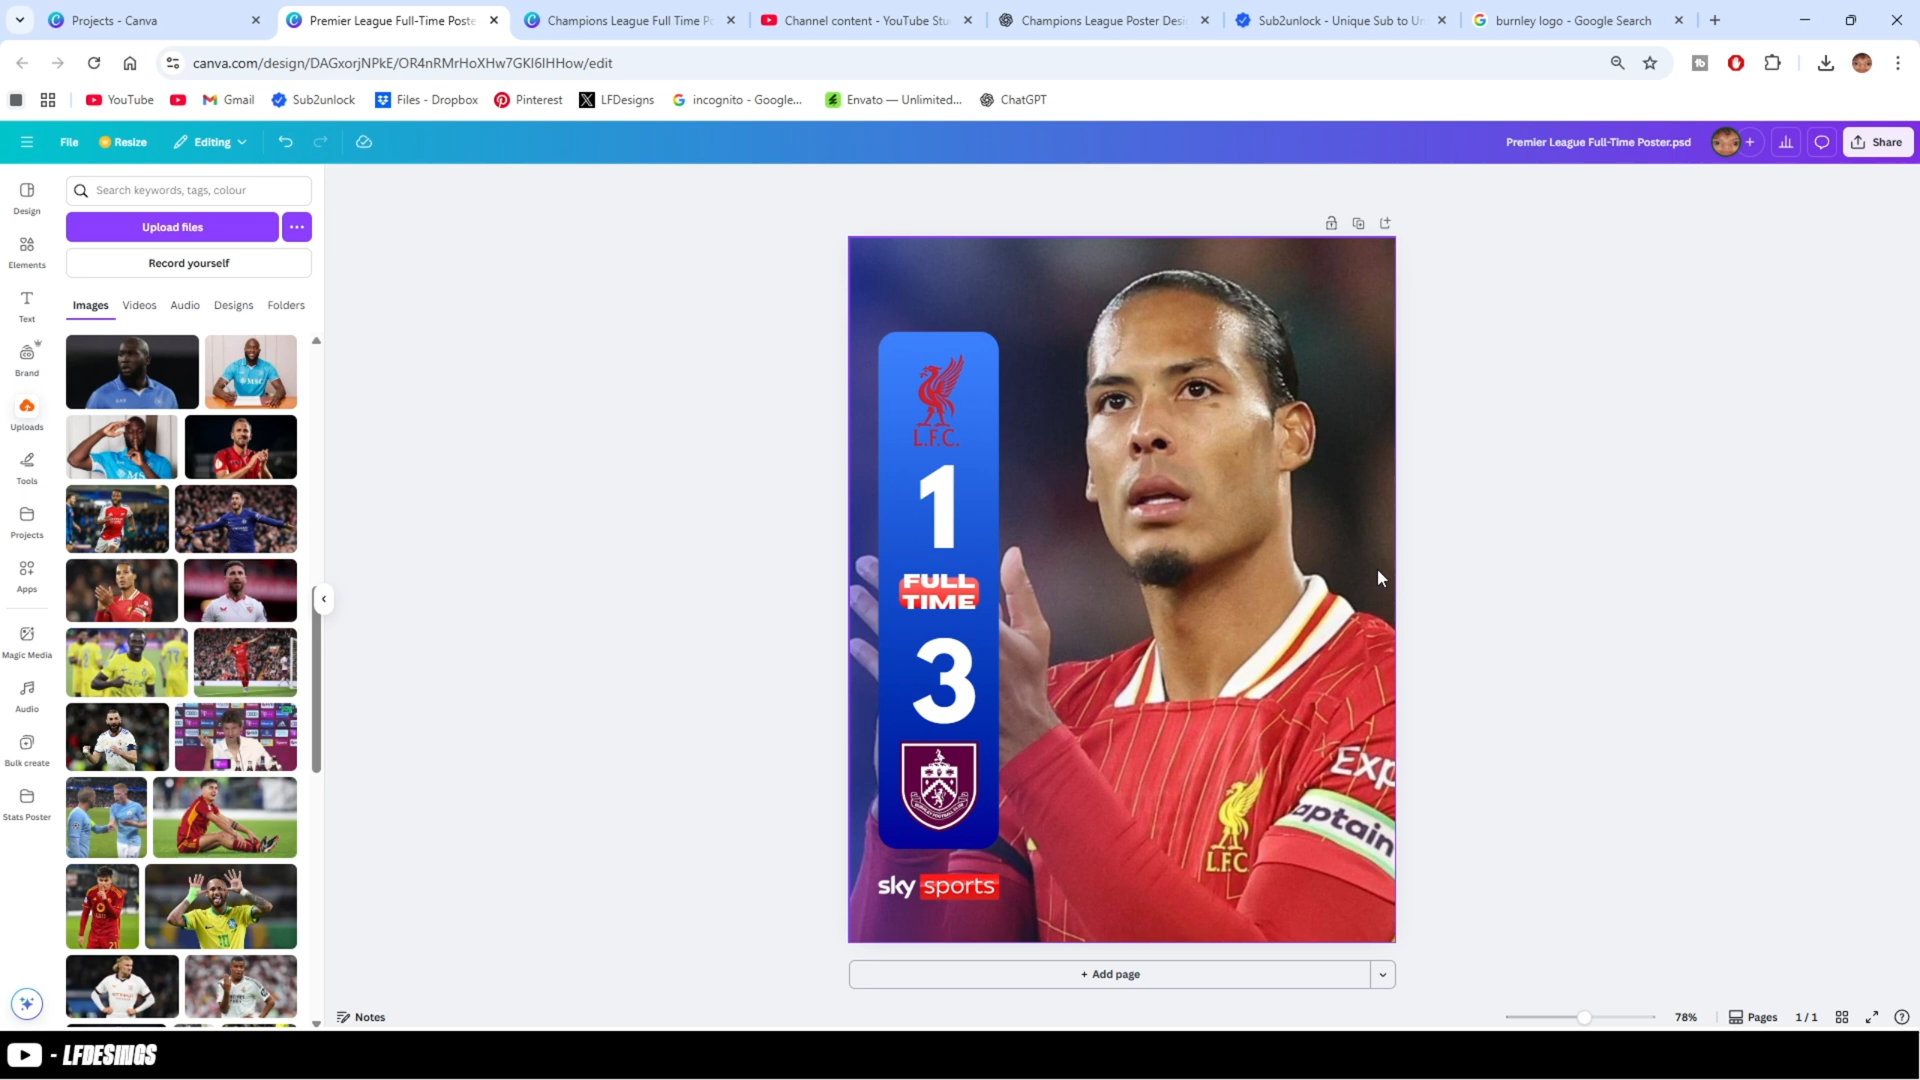 Projects - Canva
Premier League Full-Time Poste
Champions League Full Time Po
Channel content - YouTube Stu
Champions League Poster Desi
Sub2unlock - Unique Sub to Un
burnley logo - Google Search
canva.com/design/DAGxorjNPkE/OR4nRMrHoXHw7GKl6IHHow/edit
YouTube
Gmail
Sub2unlock
Files - Dropbox
Pinterest
LFDesigns
incognito - Google...
Envato — Unlimited...
ChatGPT
File
Resize
Editing
Premier League Full-Time Poster.psd
Share
Design
Elements
Text
Brand
Uploads
Tools
Projects
Apps
Magic Media
Audio
Bulk create
Stats Poster
Search keywords, tags, colour
Upload files
Record yourself
Images
Videos
Audio
Designs
Folders
L.F.C.
1
FULL
TIME
3
sky sports
Exp
aptain
L.F.C.
+ Add page
Notes
78%
Pages
1 / 1
- LFDESINGS